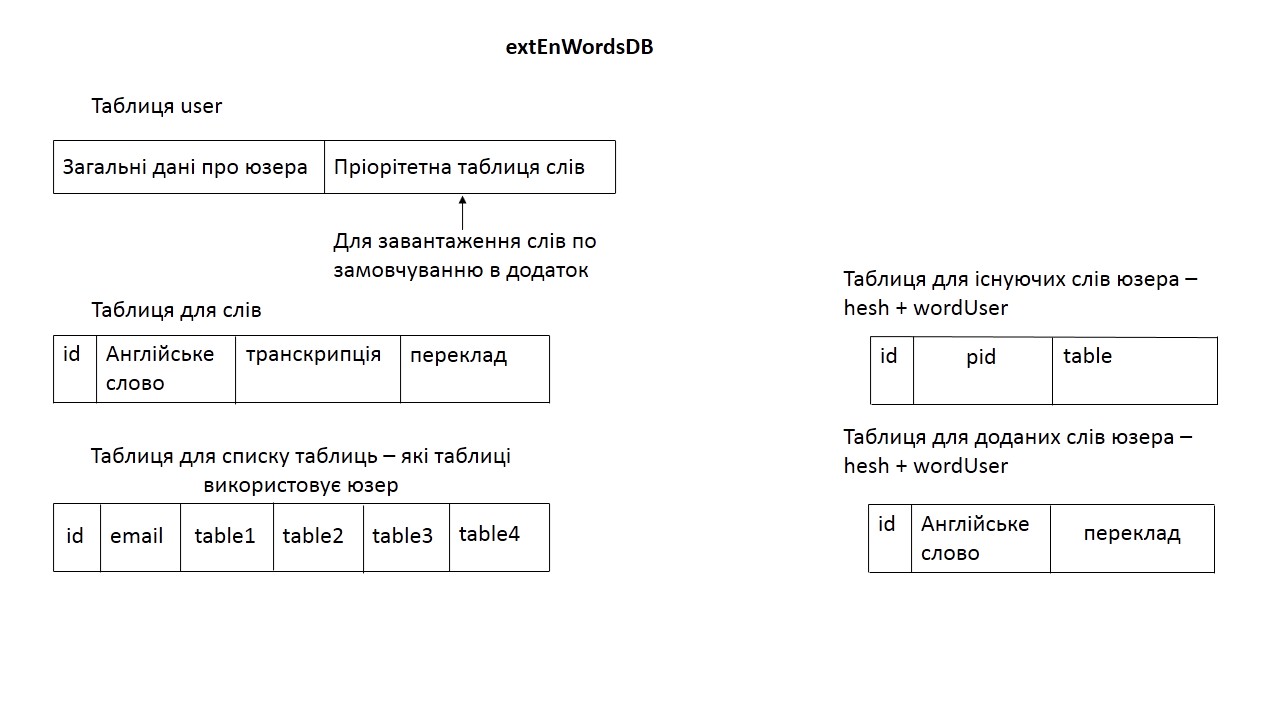 extEnWordsDB
Таблиця user
Загальні дані про юзера
Пріорітетна таблиця слів
Для завантаження слів по
замовчуванню в додаток
Таблиця для слів
id
Англійське
слово
транскрипція
переклад
Таблиця для списку таблиць – які таблиці
використовує юзер
id
email
table1
table2
table3
table4
Таблиця для існуючих слів юзера –
hesh + wordUser
id
pid
table
Таблиця для доданих слів юзера –
hesh + wordUser
id
Англійське
слово
переклад